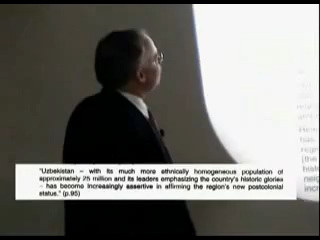 "Uzbekistan – with its much more ethnically homogeneous population of
approximately 25 million and its leaders emphasizing the country's historic glories
– has become increasingly assertive in affirming the region's new postcolonial
status." (p.95)